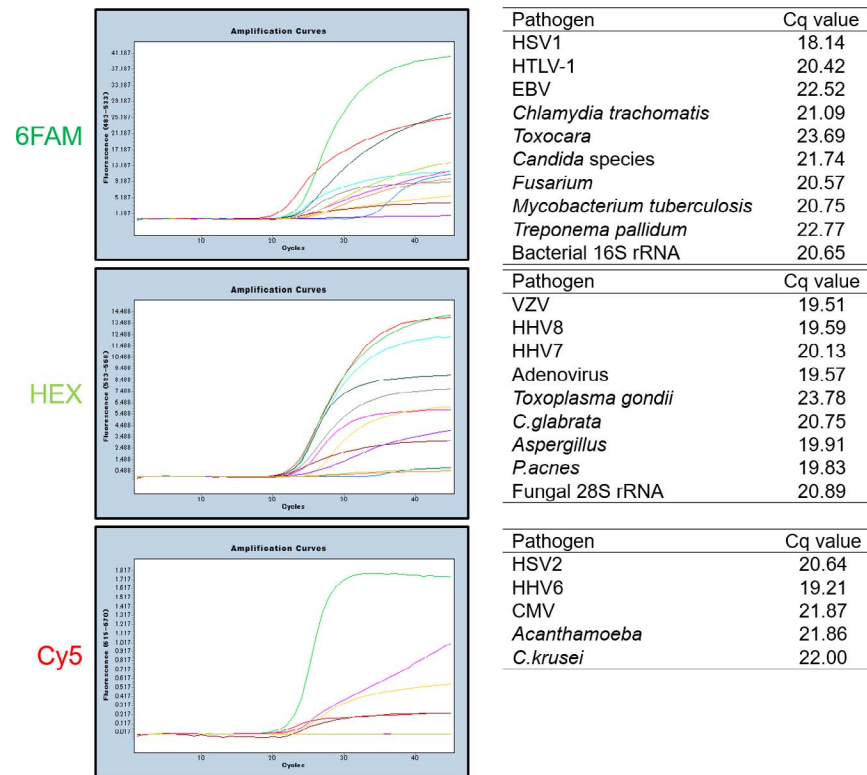 6FAM
Amplification Curves
Fluorescence (483-533)
41.187
37.187
33.187
29.187
25.187
21.187
17.187
13.187
9.187
5.187
1.187
10 20 30 40
Cycles
Pathogen Cq value
HSV1 18.14
HTLV-1 20.42
EBV 22.52
Chlamydia trachomatis 21.09
Toxocara 23.69
Candida species 21.74
Fusarium 20.57
Mycobacterium tuberculosis 20.75
Treponema pallidum 22.77
Bacterial 16S rRNA 20.65
HEX
Amplification Curves
Fluorescence (523-568)
14.488
13.488
12.488
11.488
10.488
9.488
8.488
7.488
6.488
5.488
4.488
3.488
2.488
1.488
0.488
10 20 30 40
Cycles
Pathogen Cq value
VZV 19.51
HHV8 19.59
HHV7 20.13
Adenovirus 19.57
Toxoplasma gondii 23.78
C.glabrata 20.75
Aspergillus 19.91
P.acnes 19.83
Fungal 28S rRNA 20.89
Cy5
Amplification Curves
Fluorescence (615-670)
1.817
1.717
1.617
1.517
1.417
1.317
1.217
1.117
1.017
0.917
0.817
0.717
0.617
0.517
0.417
0.317
0.217
0.117
0.017
10 20 30 40
Cycles
Pathogen Cq value
HSV2 20.64
HHV6 19.21
CMV 21.87
Acanthamoeba 21.86
C.krusei 22.00